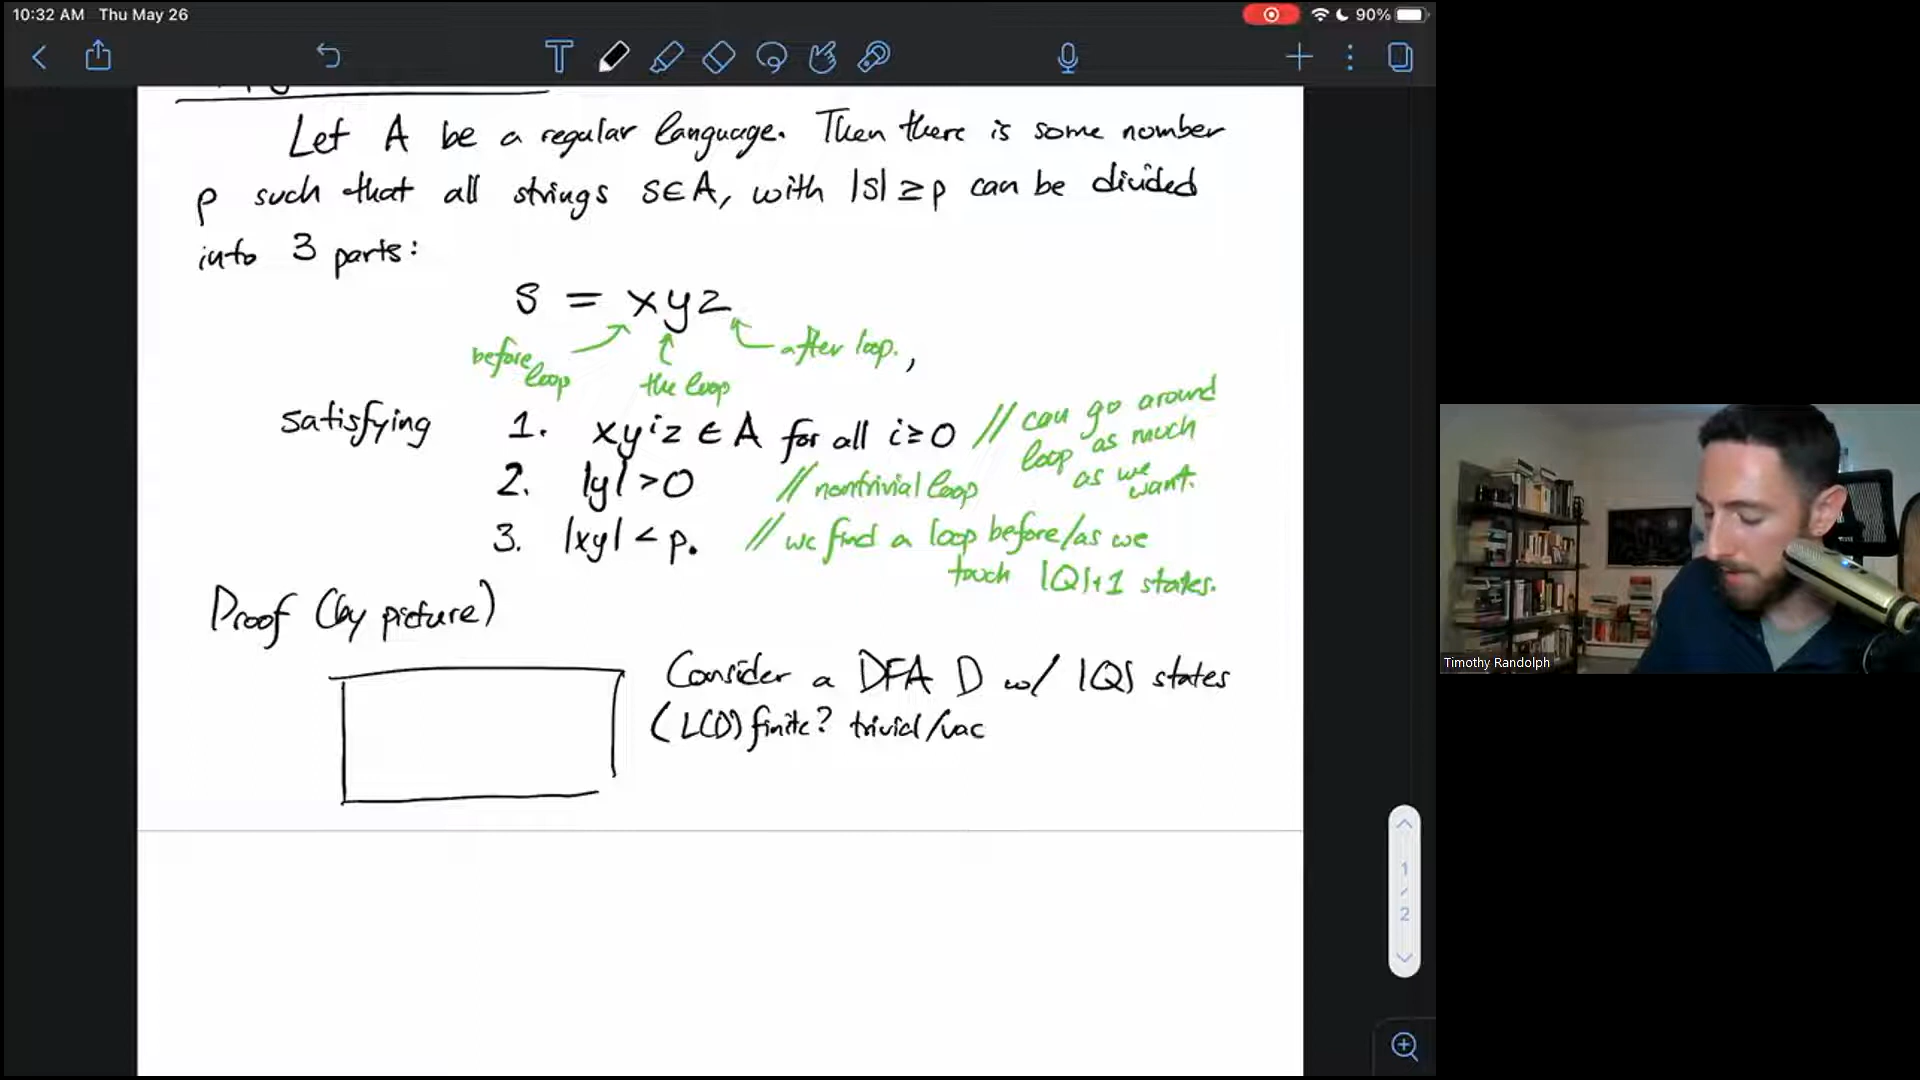 10:32 AM Thu May 26
90%
Let A be a regular language. Then there is some number
p such that all strings s∈A, with |s| ≥ p can be divided
into 3 parts:
s = xyz
before loop
the loop
after loop. ,
satisfying
1. xyⁱz ∈ A for all i≥0 // can go around
loop as much
as we want.
2. |y| >0 // nontrivial loop
3. |xy| < p. // we find a loop before/as we
touch |Q|+1 states.
Proof (by picture)
Consider a DFA D w/ |Q| states
(L(D) finite? trivial/vac
1
/
2
Timothy Randolph